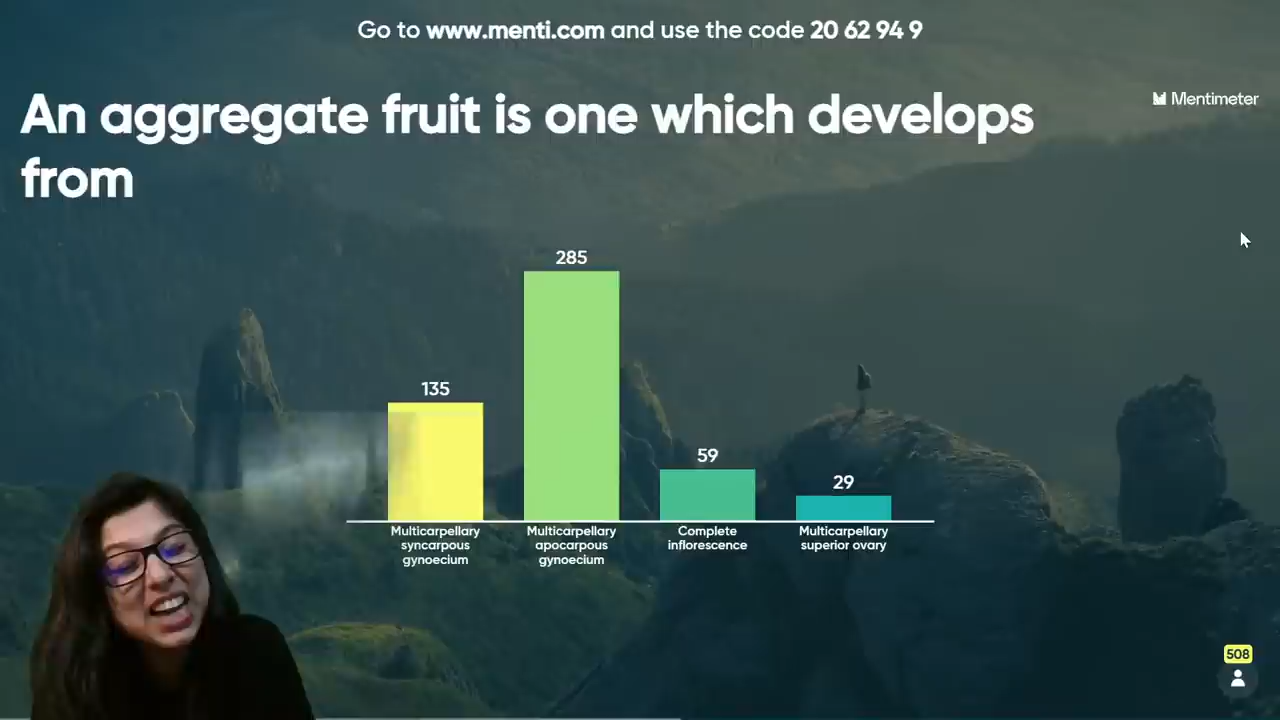 Go to www.menti.com and use the code 20 62 94 9
Mentimeter
An aggregate fruit is one which develops
from
285
135
59
29
Multicarpellary
syncarpous
gynoecium
Multicarpellary
apocarpous
gynoecium
Complete
inflorescence
Multicarpellary
superior ovary
508